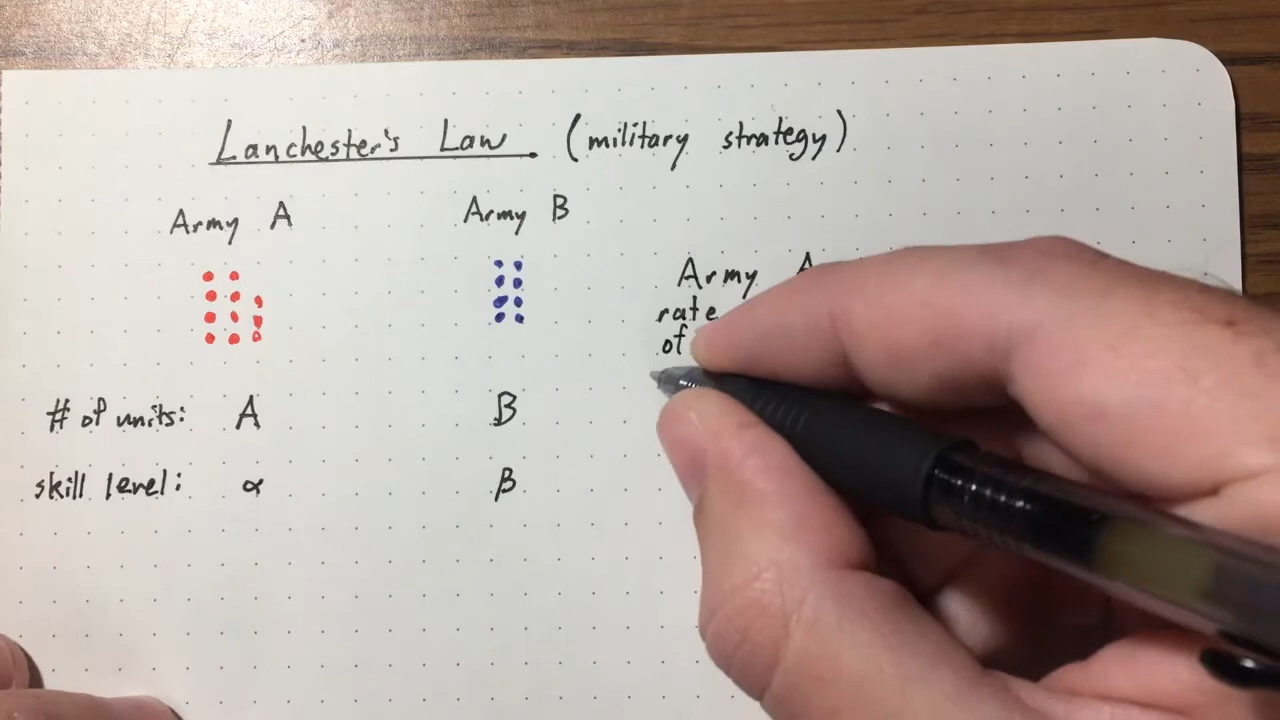 Lanchester's Law (military strategy)
Army A Army B
Army A
rate
of
# of units: A B
skill level: α β